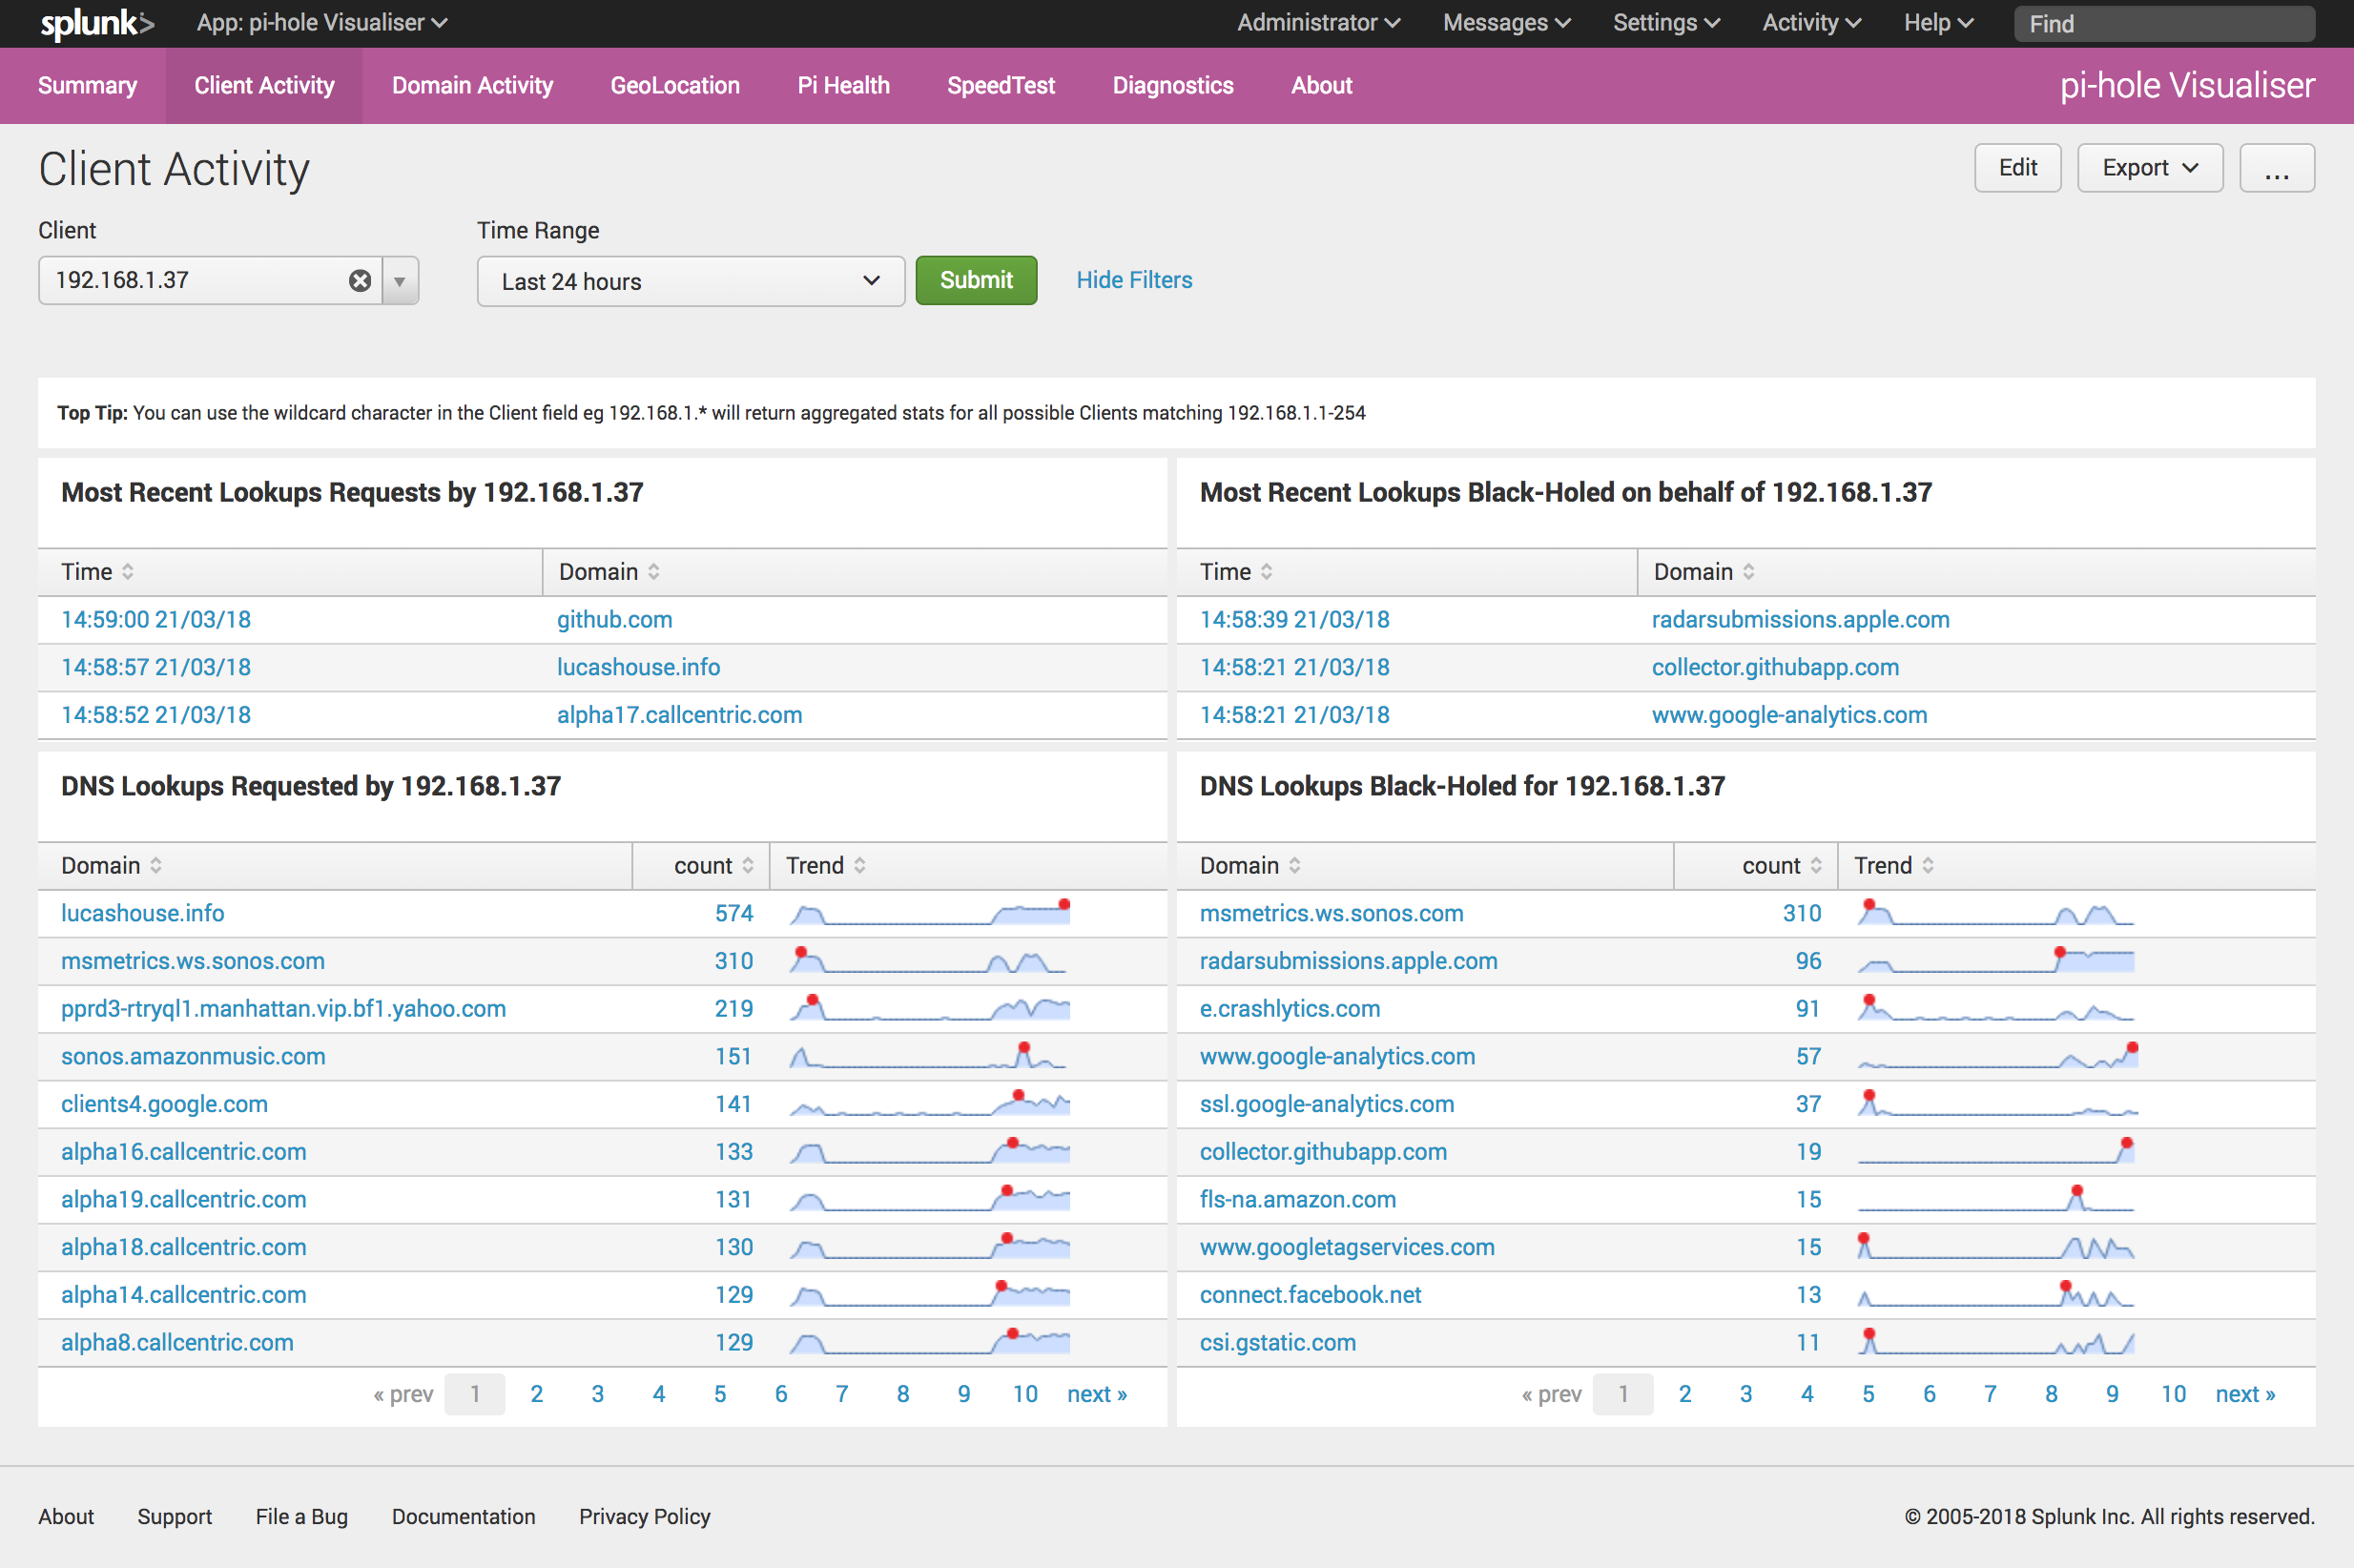 splunk> App: pi-hole Visualiser Administrator Messages Settings Activity Help Find
Summary Client Activity Domain Activity GeoLocation Pi Health SpeedTest Diagnostics About pi-hole Visualiser
Client Activity Edit Export ...
Client Time Range
192.168.1.37 Last 24 hours Submit Hide Filters
Top Tip: You can use the wildcard character in the Client field eg 192.168.1.* will return aggregated stats for all possible Clients matching 192.168.1.1-254
Most Recent Lookups Requests by 192.168.1.37
Time Domain
14:59:00 21/03/18 github.com
14:58:57 21/03/18 lucashouse.info
14:58:52 21/03/18 alpha17.callcentric.com
Most Recent Lookups Black-Holed on behalf of 192.168.1.37
Time Domain
14:58:39 21/03/18 radarsubmissions.apple.com
14:58:21 21/03/18 collector.githubapp.com
14:58:21 21/03/18 www.google-analytics.com
DNS Lookups Requested by 192.168.1.37
Domain count Trend
lucashouse.info 574
msmetrics.ws.sonos.com 310
pprd3-rtryql1.manhattan.vip.bf1.yahoo.com 219
sonos.amazonmusic.com 151
clients4.google.com 141
alpha16.callcentric.com 133
alpha19.callcentric.com 131
alpha18.callcentric.com 130
alpha14.callcentric.com 129
alpha8.callcentric.com 129
« prev 1 2 3 4 5 6 7 8 9 10 next »
DNS Lookups Black-Holed for 192.168.1.37
Domain count Trend
msmetrics.ws.sonos.com 310
radarsubmissions.apple.com 96
e.crashlytics.com 91
www.google-analytics.com 57
ssl.google-analytics.com 37
collector.githubapp.com 19
fls-na.amazon.com 15
www.googletagservices.com 15
connect.facebook.net 13
csi.gstatic.com 11
« prev 1 2 3 4 5 6 7 8 9 10 next »
About Support File a Bug Documentation Privacy Policy © 2005-2018 Splunk Inc. All rights reserved.